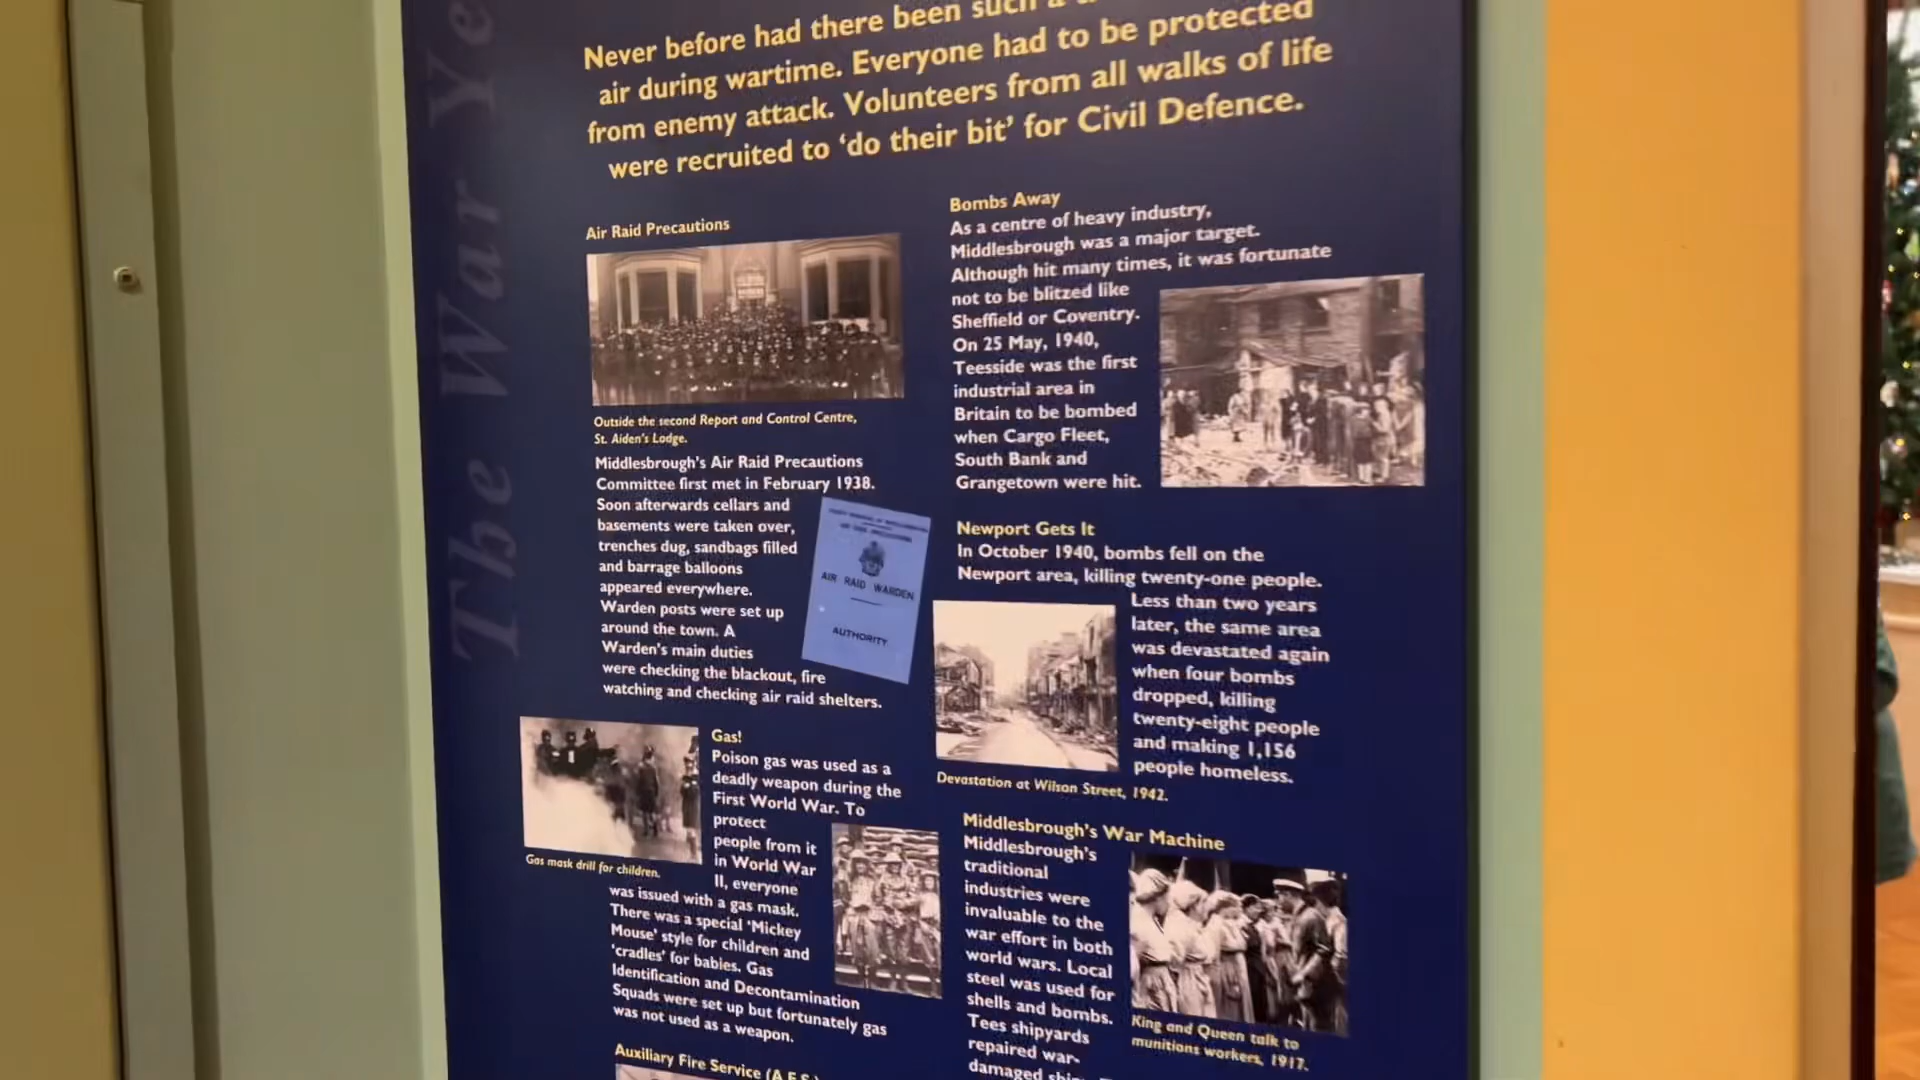 The War Ye
Never before had there been such a
air during wartime. Everyone had to be protected
from enemy attack. Volunteers from all walks of life
were recruited to ‘do their bit’ for Civil Defence.
Air Raid Precautions
Outside the second Report and Control Centre,
St. Aiden's Lodge.
Middlesbrough's Air Raid Precautions
Committee first met in February 1938.
Soon afterwards cellars and
basements were taken over,
trenches dug, sandbags filled
and barrage balloons
appeared everywhere.
Warden posts were set up
around the town. A
Warden's main duties
were checking the blackout, fire
watching and checking air raid shelters.
AIR RAID WARDEN
AUTHORITY
Gas!
Poison gas was used as a
deadly weapon during the
First World War. To
protect
people from it
in World War
II, everyone
was issued with a gas mask.
There was a special 'Mickey
Mouse' style for children and
'cradles' for babies. Gas
Identification and Decontamination
Squads were set up but fortunately gas
was not used as a weapon.
Gas mask drill for children.
Auxiliary Fire Service (A.F.S.)
Bombs Away
As a centre of heavy industry,
Middlesbrough was a major target.
Although hit many times, it was fortunate
not to be blitzed like
Sheffield or Coventry.
On 25 May, 1940,
Teesside was the first
industrial area in
Britain to be bombed
when Cargo Fleet,
South Bank and
Grangetown were hit.
Newport Gets It
In October 1940, bombs fell on the
Newport area, killing twenty-one people.
Less than two years
later, the same area
was devastated again
when four bombs
dropped, killing
twenty-eight people
and making 1,156
people homeless.
Devastation at Wilson Street, 1942.
Middlesbrough's War Machine
Middlesbrough's
traditional
industries were
invaluable to the
war effort in both
world wars. Local
steel was used for
shells and bombs.
Tees shipyards
repaired war-
damaged
King and Queen talk to
munitions workers, 1917.